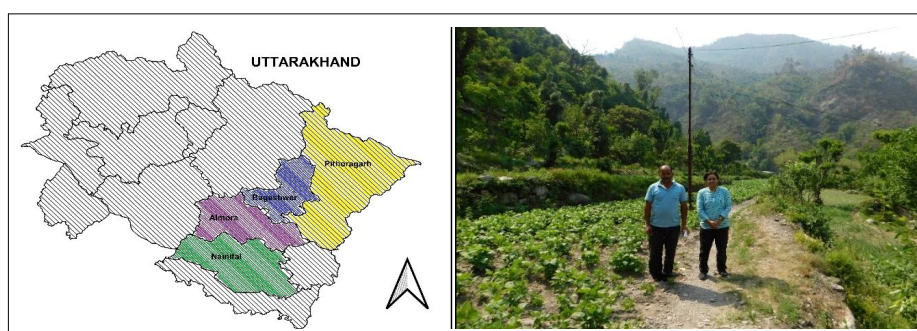 UTTARAKHAND
Pithoragarh
Bageshwar
Almora
Nainital